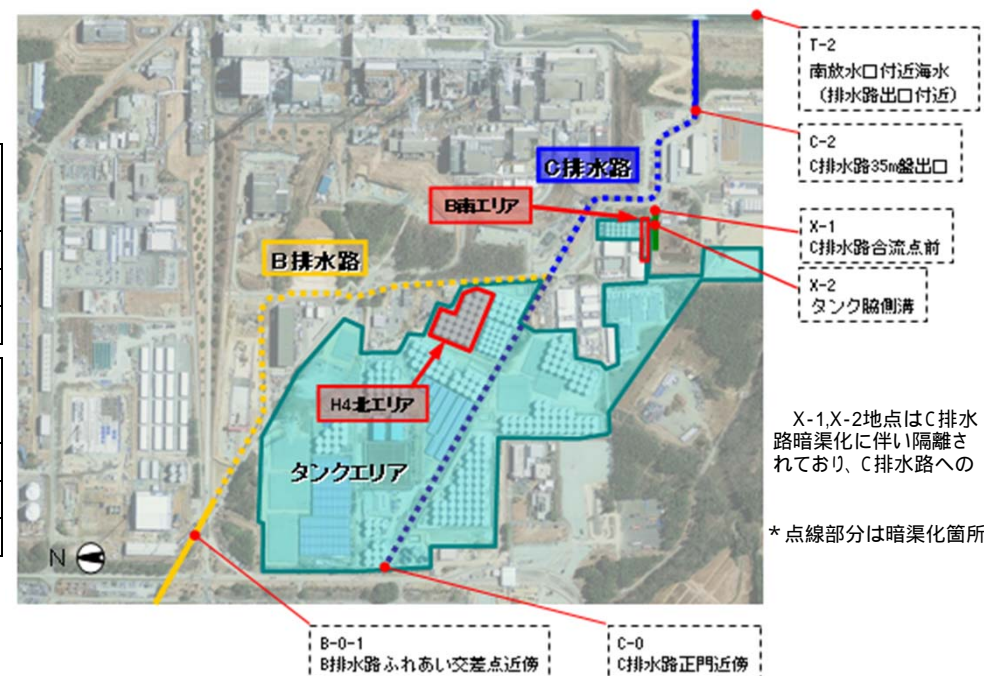 T-2
南放水口付近海水
(排水路出口付近)
C-2
C排水路35m盤出口
C排水路
B南エリア
X-1
C排水路合流点前
B排水路
X-2
タンク脇側溝
H4北エリア
X-1,X-2地点はC排水
路暗渠化に伴い隔離さ
れており、C排水路への
タンクエリア
*点線部分は暗渠化箇所
N
B-0-1
B排水路ふれあい交差点近傍
C-0
C排水路正門近傍